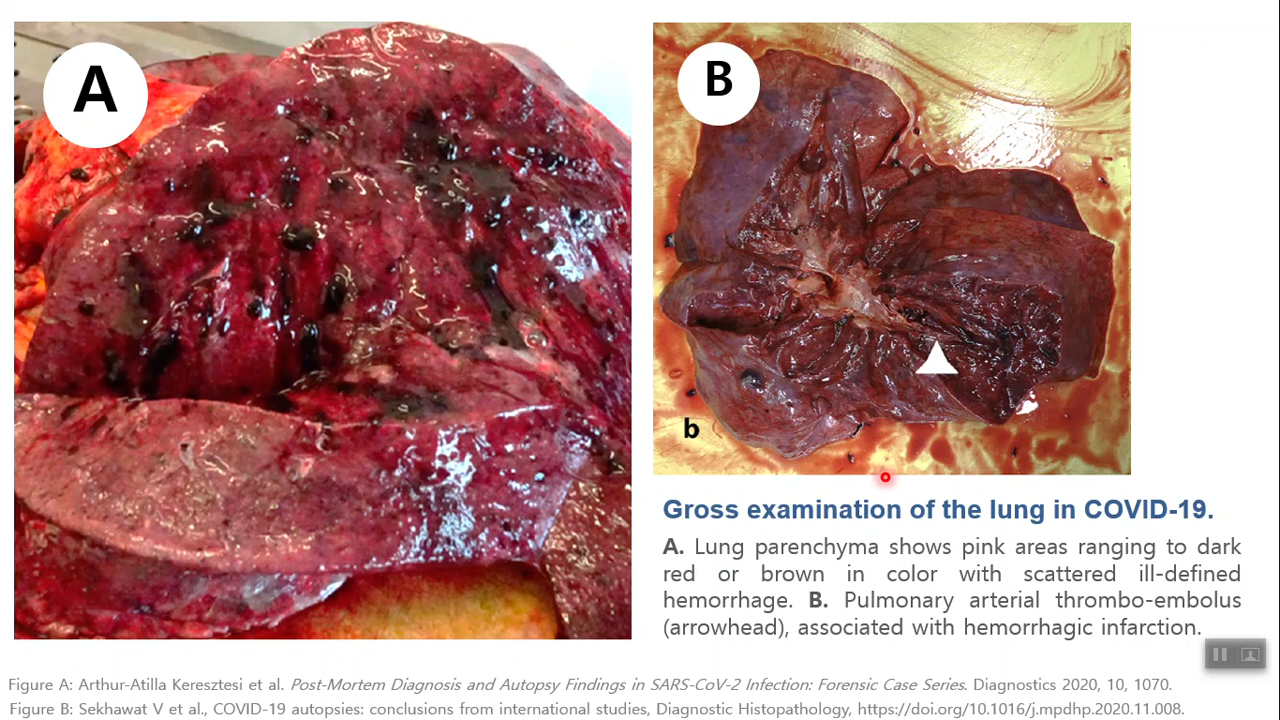 A
B
b
Gross examination of the lung in COVID-19.
A. Lung parenchyma shows pink areas ranging to dark
red or brown in color with scattered ill-defined
hemorrhage. B. Pulmonary arterial thrombo-embolus
(arrowhead), associated with hemorrhagic infarction.
Figure A: Arthur-Atilla Keresztesi et al. Post-Mortem Diagnosis and Autopsy Findings in SARS-CoV-2 Infection: Forensic Case Series. Diagnostics 2020, 10, 1070.
Figure B: Sekhawat V et al., COVID-19 autopsies: conclusions from international studies, Diagnostic Histopathology, https://doi.org/10.1016/j.mpdhp.2020.11.008.